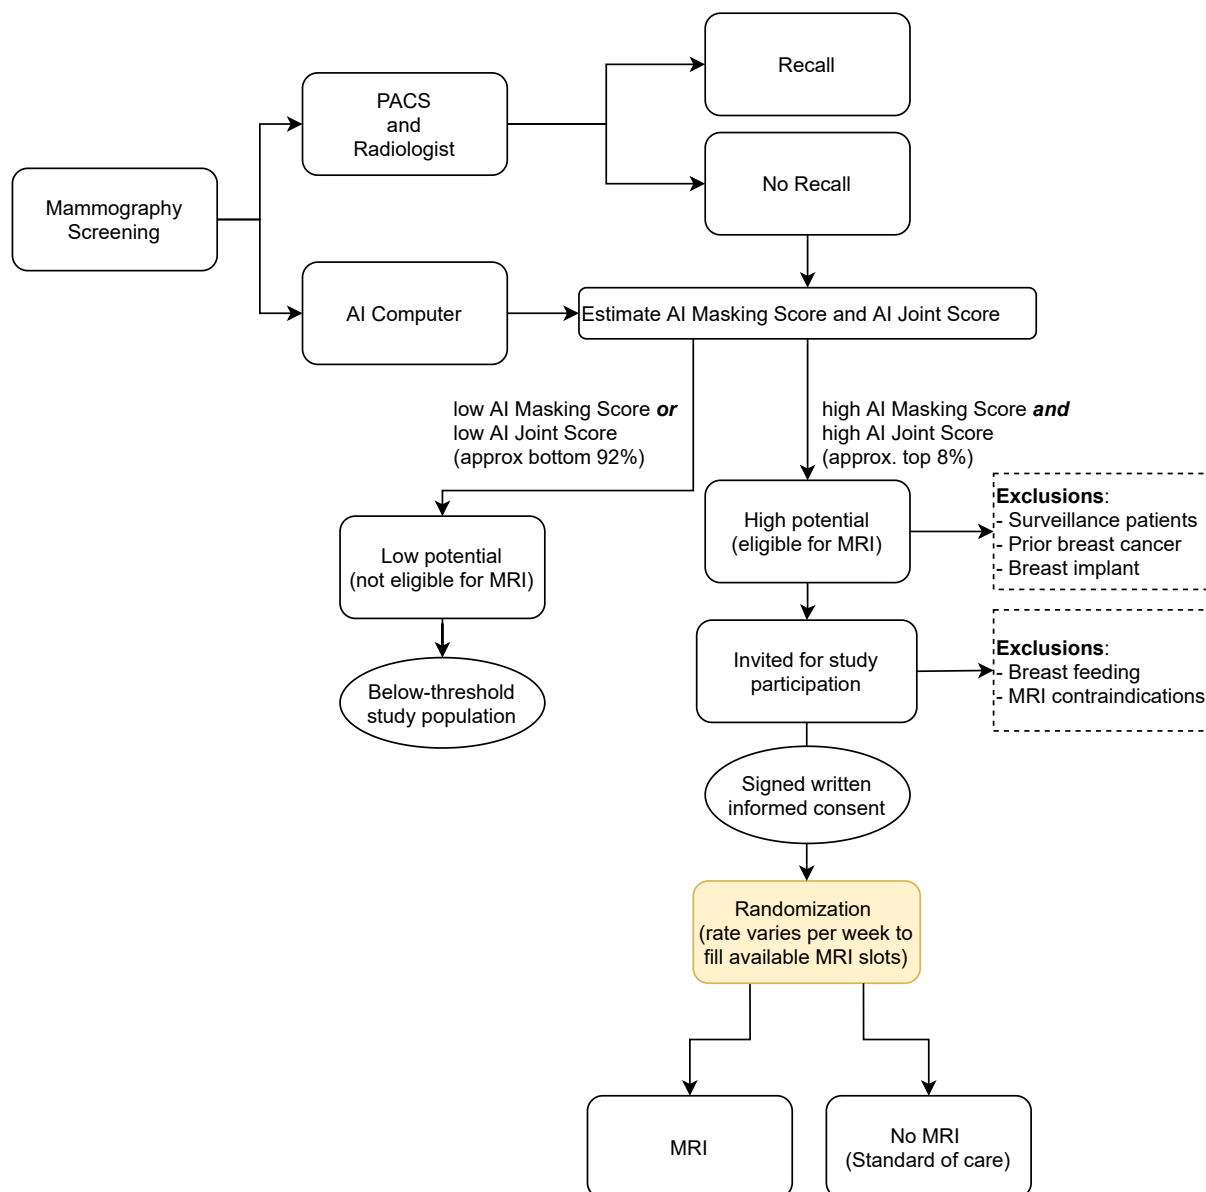 Recall
PACS
and
Radiologist
No Recall
Mammography
Screening
AI Computer
Estimate AI Masking Score and AI Joint Score
low AI Masking Score or
low AI Joint Score
(approx bottom 92%)
high AI Masking Score and
high AI Joint Score
(approx. top 8%)
High potential
(eligible for MRI)
Exclusions:
- Surveillance patients
- Prior breast cancer
- Breast implant
Low potential
(not eligible for MRI)
Invited for study
participation
Exclusions:
- Breast feeding
- MRI contraindications
Below-threshold
study population
Signed written
informed consent
Randomization
(rate varies per week to
fill available MRI slots)
MRI
No MRI
(Standard of care)